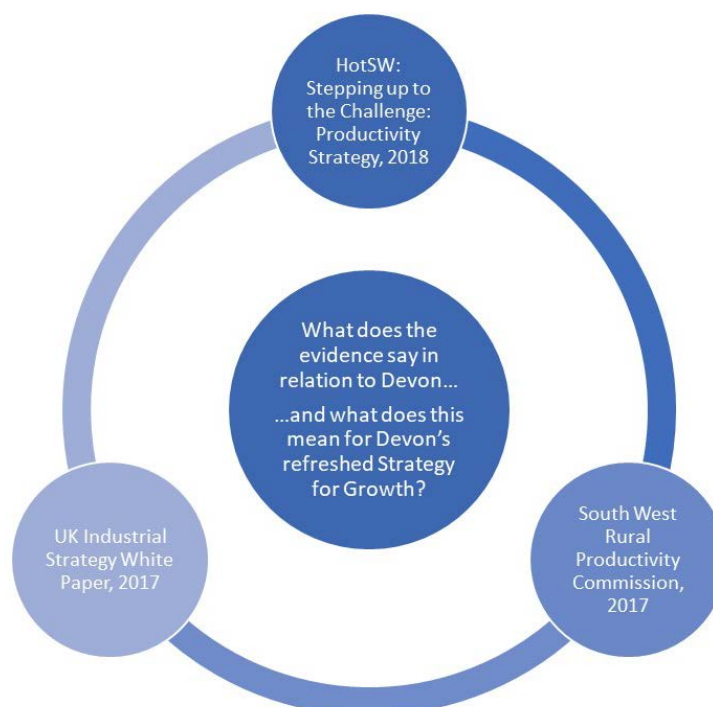 HotSW:
Stepping up to
the Challenge:
Productivity
Strategy, 2018
What does the
evidence say in
relation to Devon...
...and what does this
mean for Devon’s
refreshed Strategy
for Growth?
UK Industrial
Strategy White
Paper, 2017
South West
Rural
Productivity
Commission,
2017